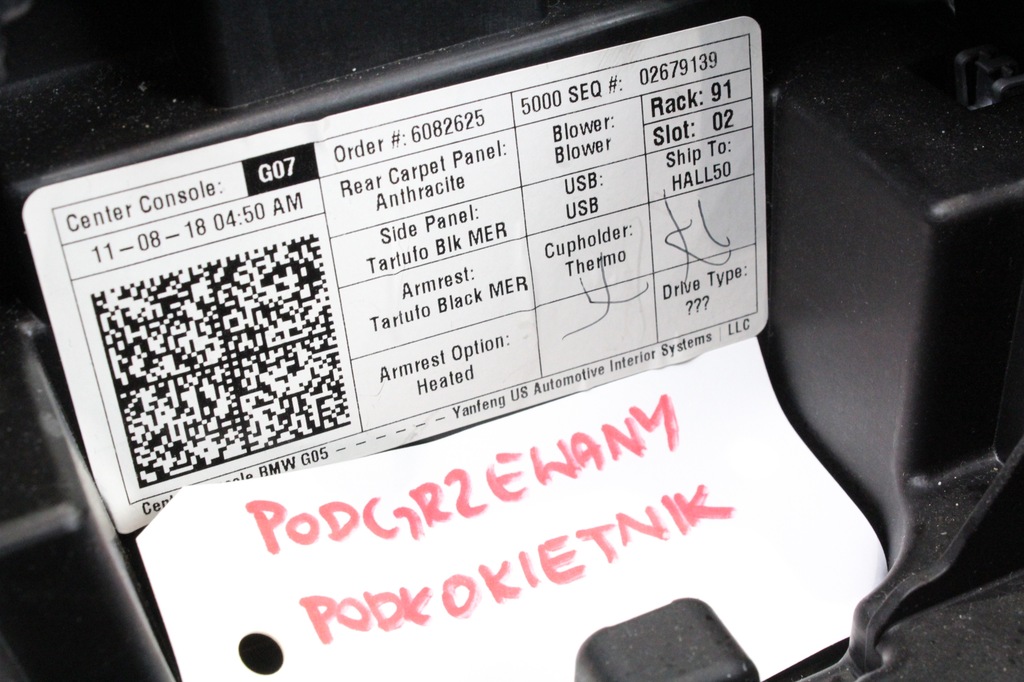 Center Console: G07
11-08-18 04:50 AM
Order #: 6082625
5000 SEQ #: 02679139
Rear Carpet Panel:
Anthracite
Blower:
Blower
Rack: 91
Slot: 02
Side Panel:
Tartufo Blk MER
USB:
USB
Ship To:
HALL50
Armrest:
Tartufo Black MER
Cupholder:
Thermo
Armrest Option:
Heated
Drive Type:
???
BMW G05 - - - - - - - - Yanfeng US Automotive Interior Systems | LLC
PODGRZEWANY
PODŁOKIETNIK